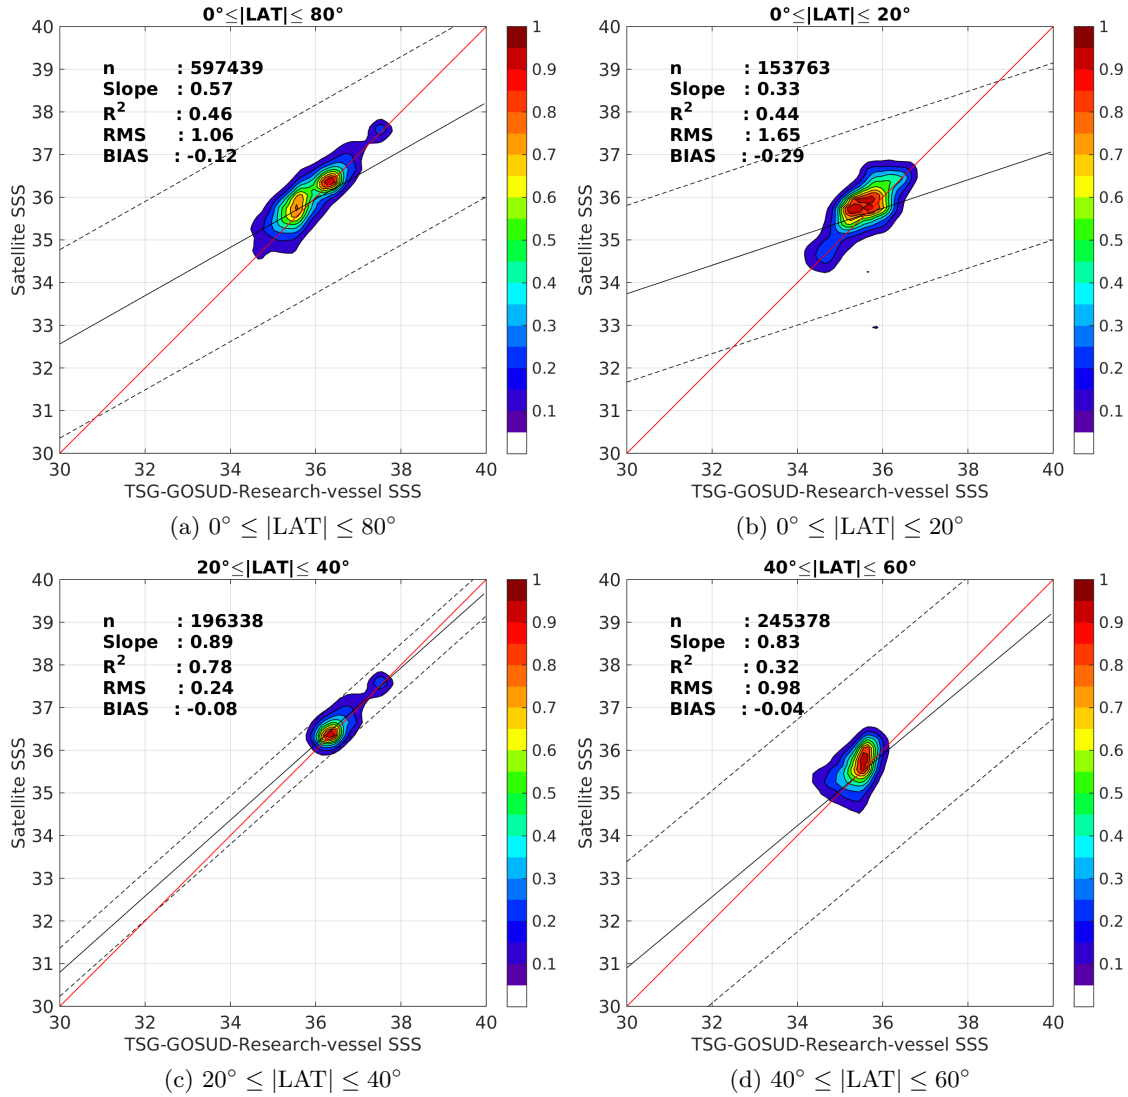 0°≤|LAT|≤ 80°
n : 597439
Slope : 0.57
R² : 0.46
RMS : 1.06
BIAS : -0.12
Satellite SSS
40
39
38
37
36
35
34
33
32
31
30
30 32 34 36 38 40
TSG-GOSUD-Research-vessel SSS
1
0.9
0.8
0.7
0.6
0.5
0.4
0.3
0.2
0.1
(a) 0° ≤ |LAT| ≤ 80°
0°≤|LAT|≤ 20°
n : 153763
Slope : 0.33
R² : 0.44
RMS : 1.65
BIAS : -0.29
Satellite SSS
40
39
38
37
36
35
34
33
32
31
30
30 32 34 36 38 40
TSG-GOSUD-Research-vessel SSS
1
0.9
0.8
0.7
0.6
0.5
0.4
0.3
0.2
0.1
(b) 0° ≤ |LAT| ≤ 20°
20°≤|LAT|≤ 40°
n : 196338
Slope : 0.89
R² : 0.78
RMS : 0.24
BIAS : -0.08
Satellite SSS
40
39
38
37
36
35
34
33
32
31
30
30 32 34 36 38 40
TSG-GOSUD-Research-vessel SSS
1
0.9
0.8
0.7
0.6
0.5
0.4
0.3
0.2
0.1
(c) 20° ≤ |LAT| ≤ 40°
40°≤|LAT|≤ 60°
n : 245378
Slope : 0.83
R² : 0.32
RMS : 0.98
BIAS : -0.04
Satellite SSS
40
39
38
37
36
35
34
33
32
31
30
30 32 34 36 38 40
TSG-GOSUD-Research-vessel SSS
1
0.9
0.8
0.7
0.6
0.5
0.4
0.3
0.2
0.1
(d) 40° ≤ |LAT| ≤ 60°